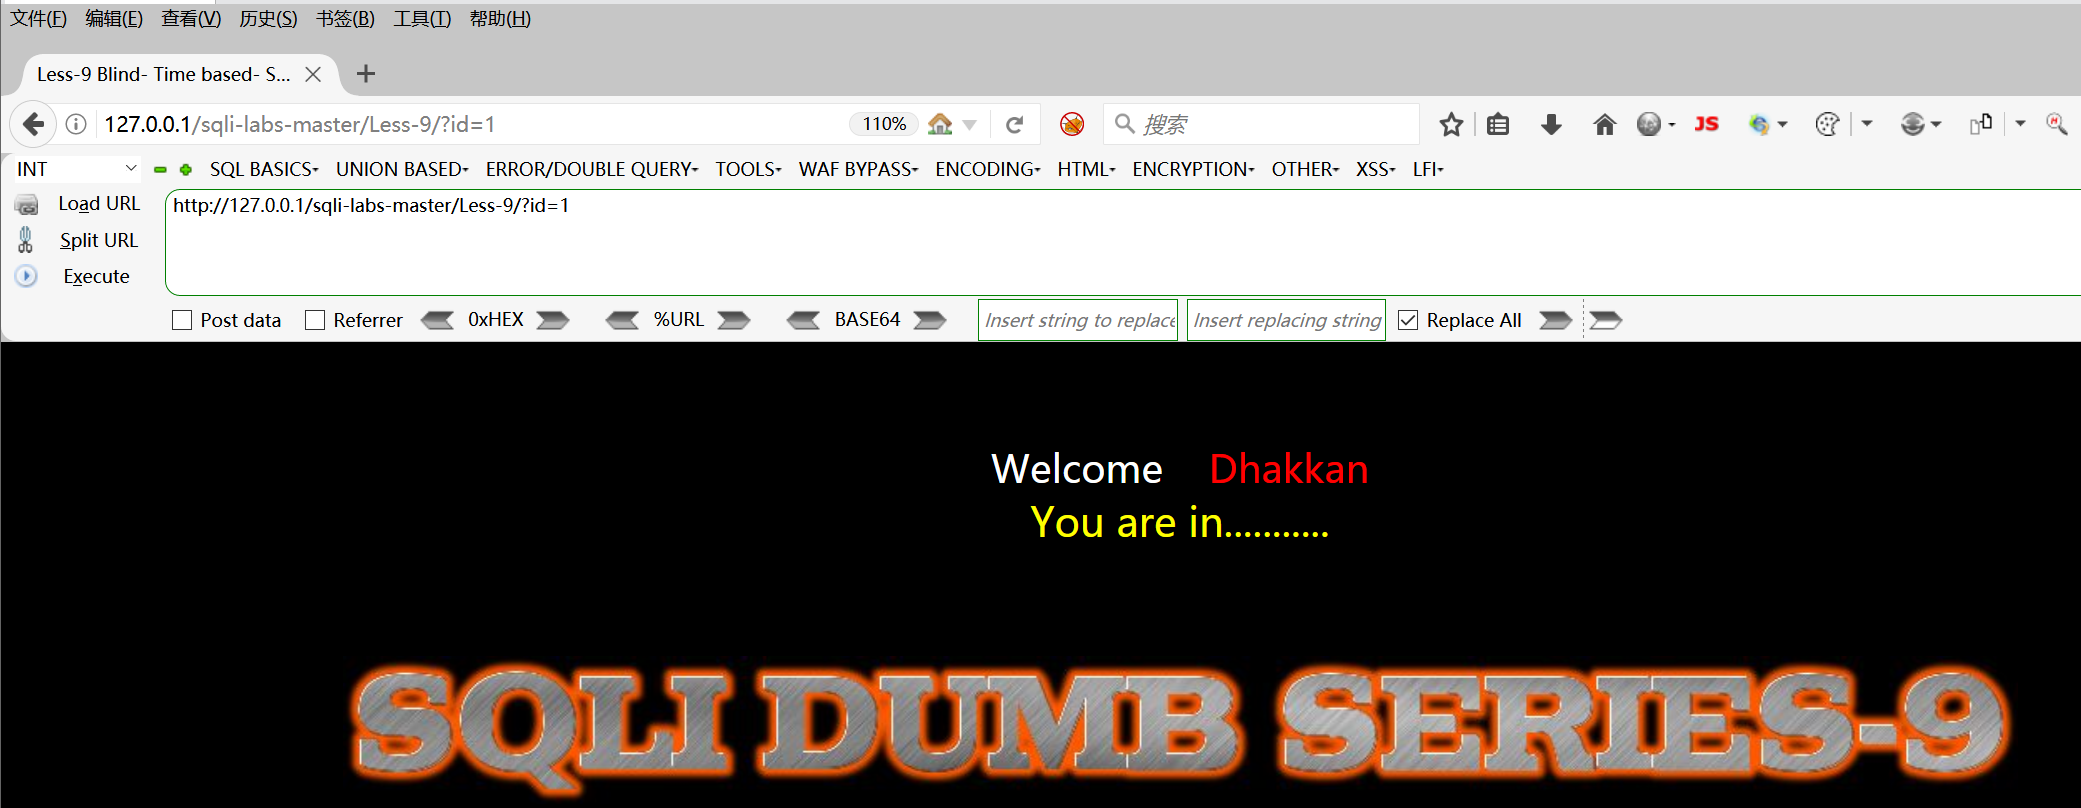 文件(F) 编辑(E) 查看(V) 历史(S) 书签(B) 工具(T) 帮助(H)
Less-9 Blind- Time based- S...
127.0.0.1/sqli-labs-master/Less-9/?id=1 110% 搜索 JS
INT SQL BASICS UNION BASED ERROR/DOUBLE QUERY TOOLS WAF BYPASS ENCODING HTML ENCRYPTION OTHER XSS LFI
Load URL http://127.0.0.1/sqli-labs-master/Less-9/?id=1
Split URL
Execute
Post data Referrer 0xHEX %URL BASE64 Insert string to replace Insert replacing string Replace All
Welcome Dhakkan
You are in...........
SQLI DUMB SERIES-9